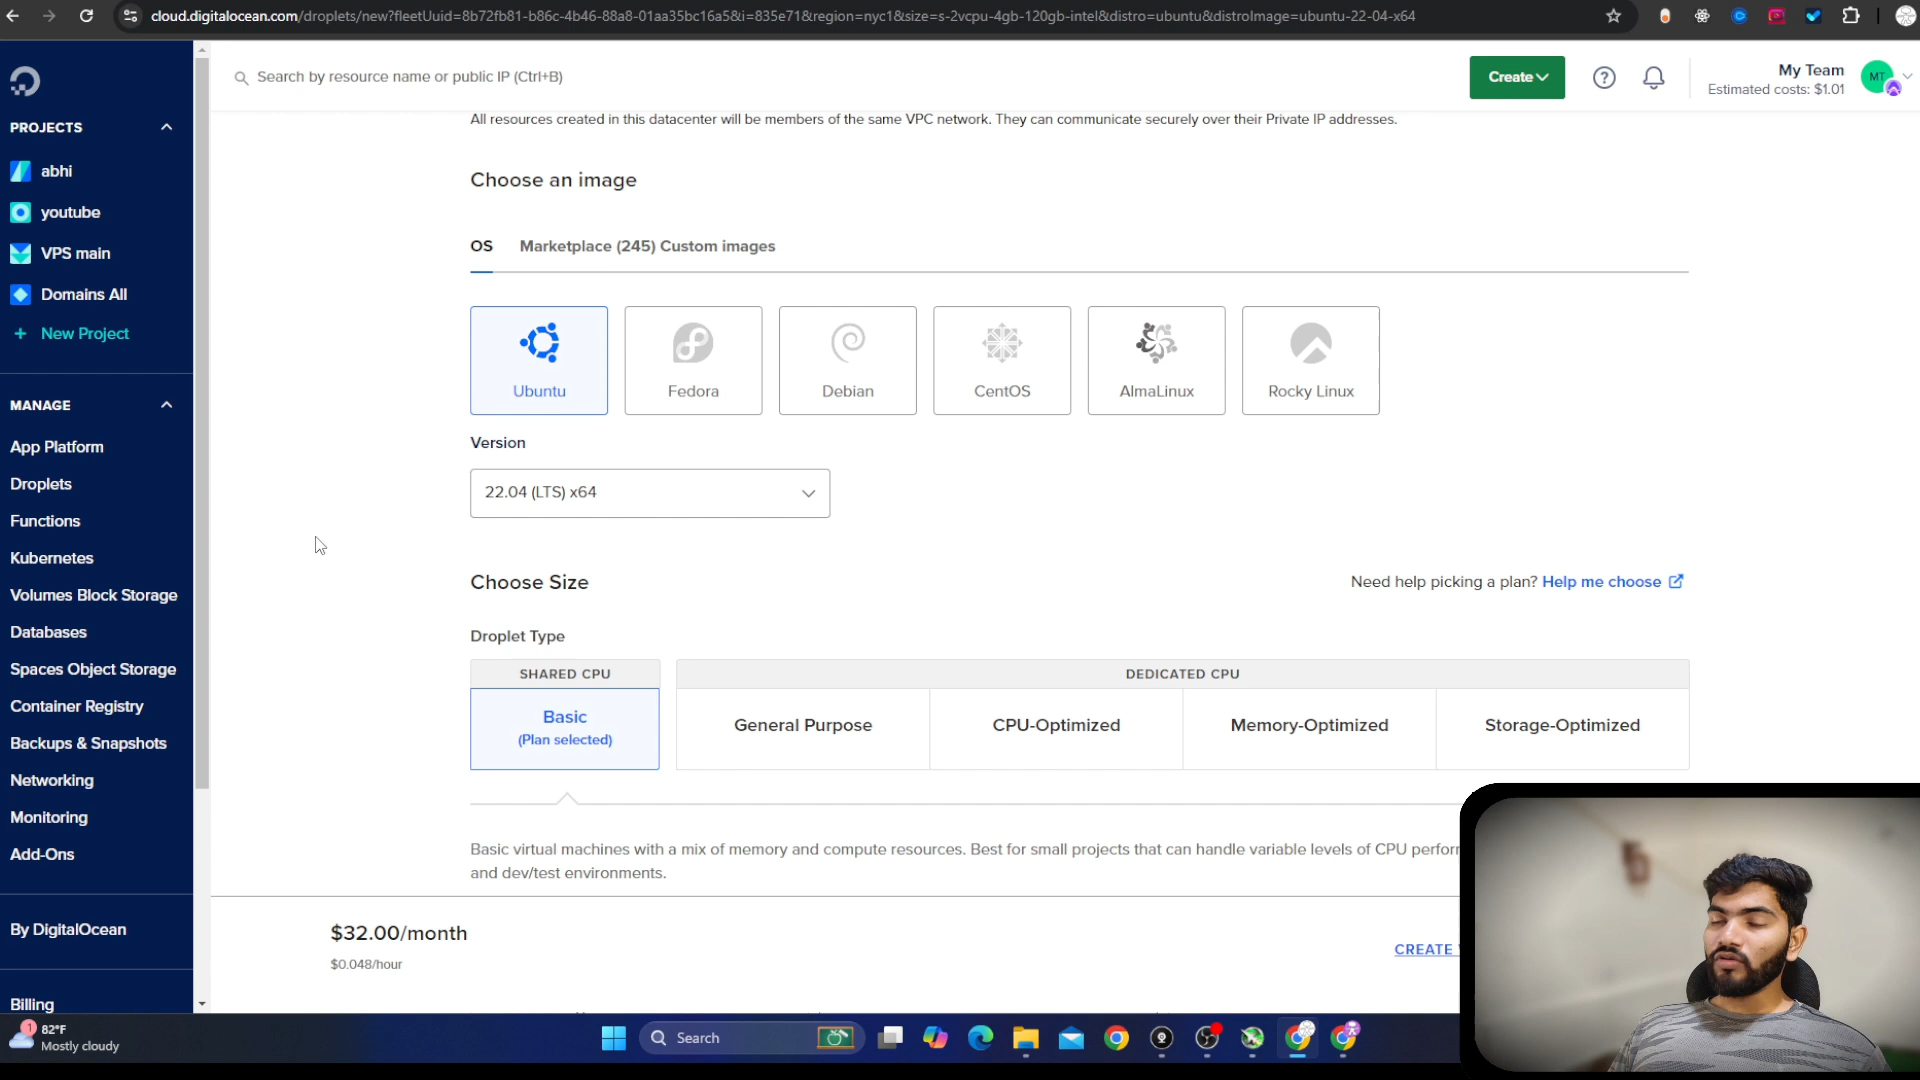 cloud.digitalocean.com/droplets/new?fleetUuid=8b72fb81-b86c-4b46-88a8-01aa35bc16a5&i=835e71&region=nyc1&size=s-2vcpu-4gb-120gb-intel&distro=ubuntu&distroImage=ubuntu-22-04-x64
Search by resource name or public IP (Ctrl+B)
Create
My Team
Estimated costs: $1.01
MT
PROJECTS
abhi
youtube
VPS main
Domains All
+ New Project
MANAGE
App Platform
Droplets
Functions
Kubernetes
Volumes Block Storage
Databases
Spaces Object Storage
Container Registry
Backups & Snapshots
Networking
Monitoring
Add-Ons
By DigitalOcean
Billing
All resources created in this datacenter will be members of the same VPC network. They can communicate securely over their Private IP addresses.
Choose an image
OS Marketplace (245) Custom images
Ubuntu Fedora Debian CentOS AlmaLinux Rocky Linux
Version
22.04 (LTS) x64
Choose Size
Need help picking a plan? Help me choose
Droplet Type
SHARED CPU
DEDICATED CPU
Basic
(Plan selected)
General Purpose
CPU-Optimized
Memory-Optimized
Storage-Optimized
Basic virtual machines with a mix of memory and compute resources. Best for small projects that can handle variable levels of CPU perfor
and dev/test environments.
$32.00/month
$0.048/hour
CREATE
1
82°F
Mostly cloudy
Search